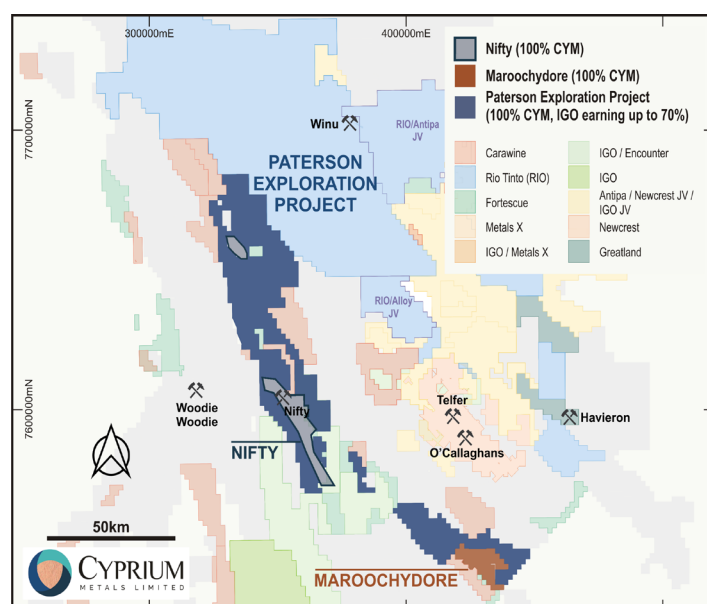 300000mE
400000mE
7700000mN
7600000mN
Nifty (100% CYM)
Maroochydore (100% CYM)
Paterson Exploration Project
(100% CYM, IGO earning up to 70%)
Carawine
Rio Tinto (RIO)
Fortescue
Metals X
IGO / Metals X
IGO / Encounter
IGO
Antipa / Newcrest JV /
IGO JV
Newcrest
Greatland
Winu
RIO/Antipa
JV
PATERSON
EXPLORATION
PROJECT
RIO/Alloy
JV
Woodie
Woodie
Nifty
Telfer
O'Callaghans
Havieron
NIFTY
50km
CYPRIUM
METALS LIMITED
MAROOCHYDORE